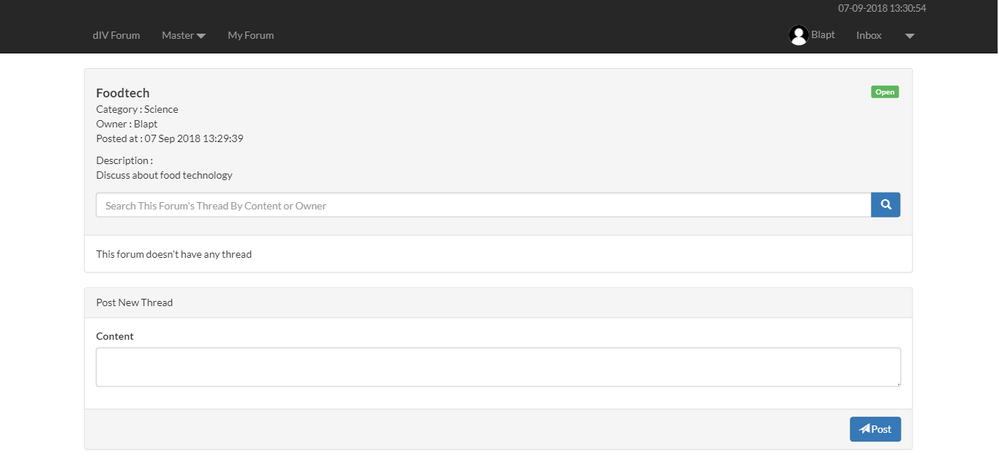 07-09-2018 13:30:54
dIV Forum Master My Forum Blapt Inbox
Foodtech Open
Category : Science
Owner : Blapt
Posted at : 07 Sep 2018 13:29:39
Description :
Discuss about food technology
Search This Forum's Thread By Content or Owner
This forum doesn't have any thread
Post New Thread
Content
Post